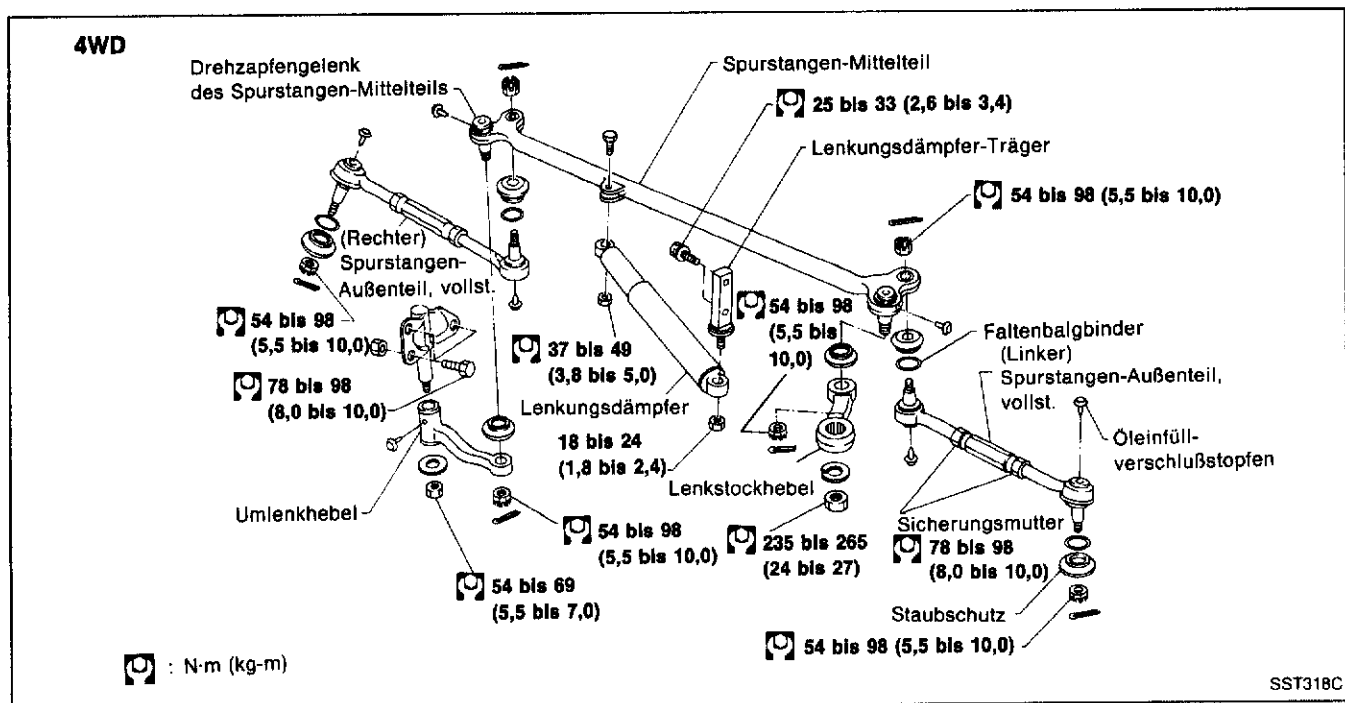 4WD
Drehzapfengelenk
des Spurstangen-Mittelteils
Spurstangen-Mittelteil
25 bis 33 (2,6 bis 3,4)
Lenkungsdämpfer-Träger
54 bis 98 (5,5 bis 10,0)
(Rechter)
Spurstangen-
Außenteil, vollst.
54 bis 98
(5,5 bis 10,0)
78 bis 98
(8,0 bis 10,0)
37 bis 49
(3,8 bis 5,0)
54 bis 98
(5,5 bis
10,0)
Faltenbalgbinder
(Linker)
Spurstangen-Außenteil,
vollst.
Öleinfüll-
verschlußstopfen
Lenkungsdämpfer
18 bis 24
(1,8 bis 2,4)
Lenkstockhebel
Umlenkhebel
54 bis 98
(5,5 bis 10,0)
235 bis 265
(24 bis 27)
Sicherungsmutter
78 bis 98
(8,0 bis 10,0)
54 bis 69
(5,5 bis 7,0)
Staubschutz
54 bis 98 (5,5 bis 10,0)
: N·m (kg-m)
SST318C